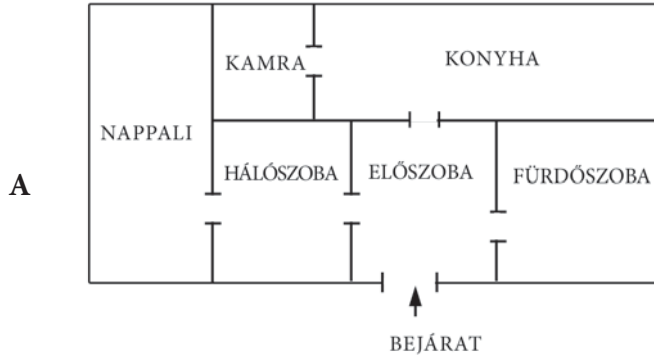 KAMRA
KONYHA
NAPPALI
HÁLÓSZOBA
ELŐSZOBA
FÜRDŐSZOBA
A
BEJÁRAT